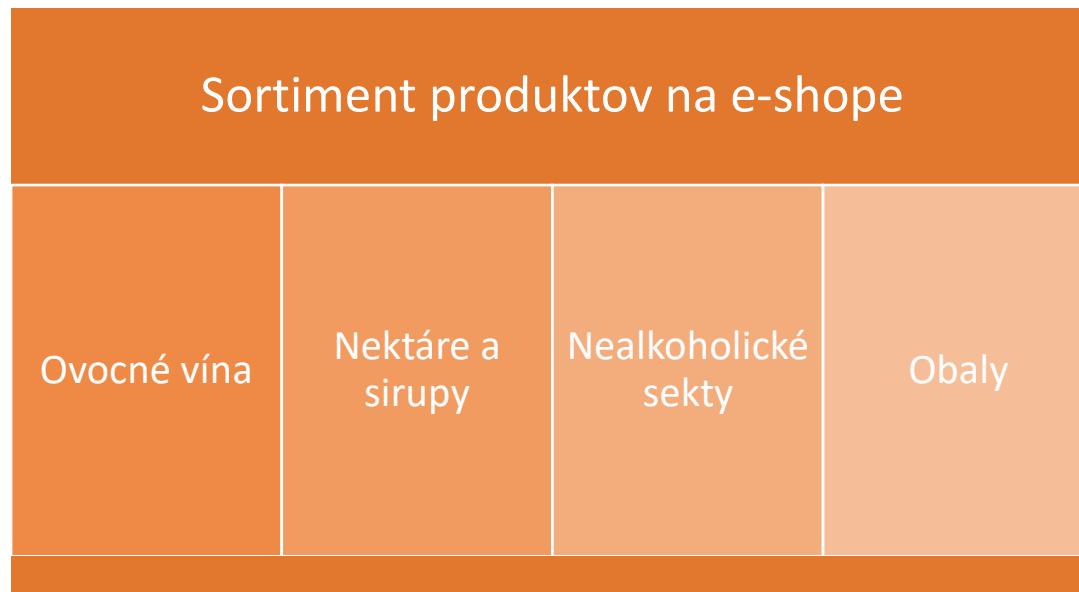 Sortiment produktov na e-shope
Ovocné vína
Nektáre a
sirupy
Nealkoholické
sekty
Obaly